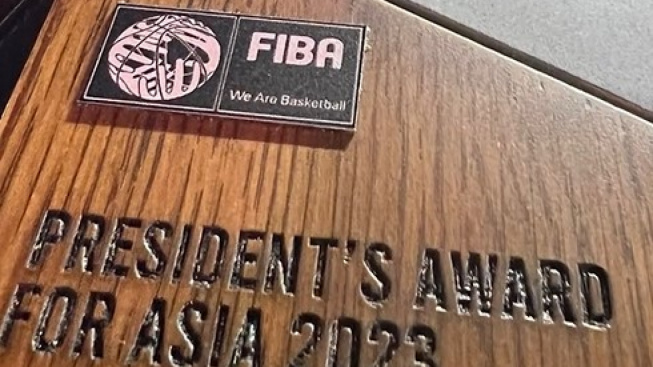 FIBA
We Are Basketball
PRESIDENT'S AWARD
FOR ASIA 2023